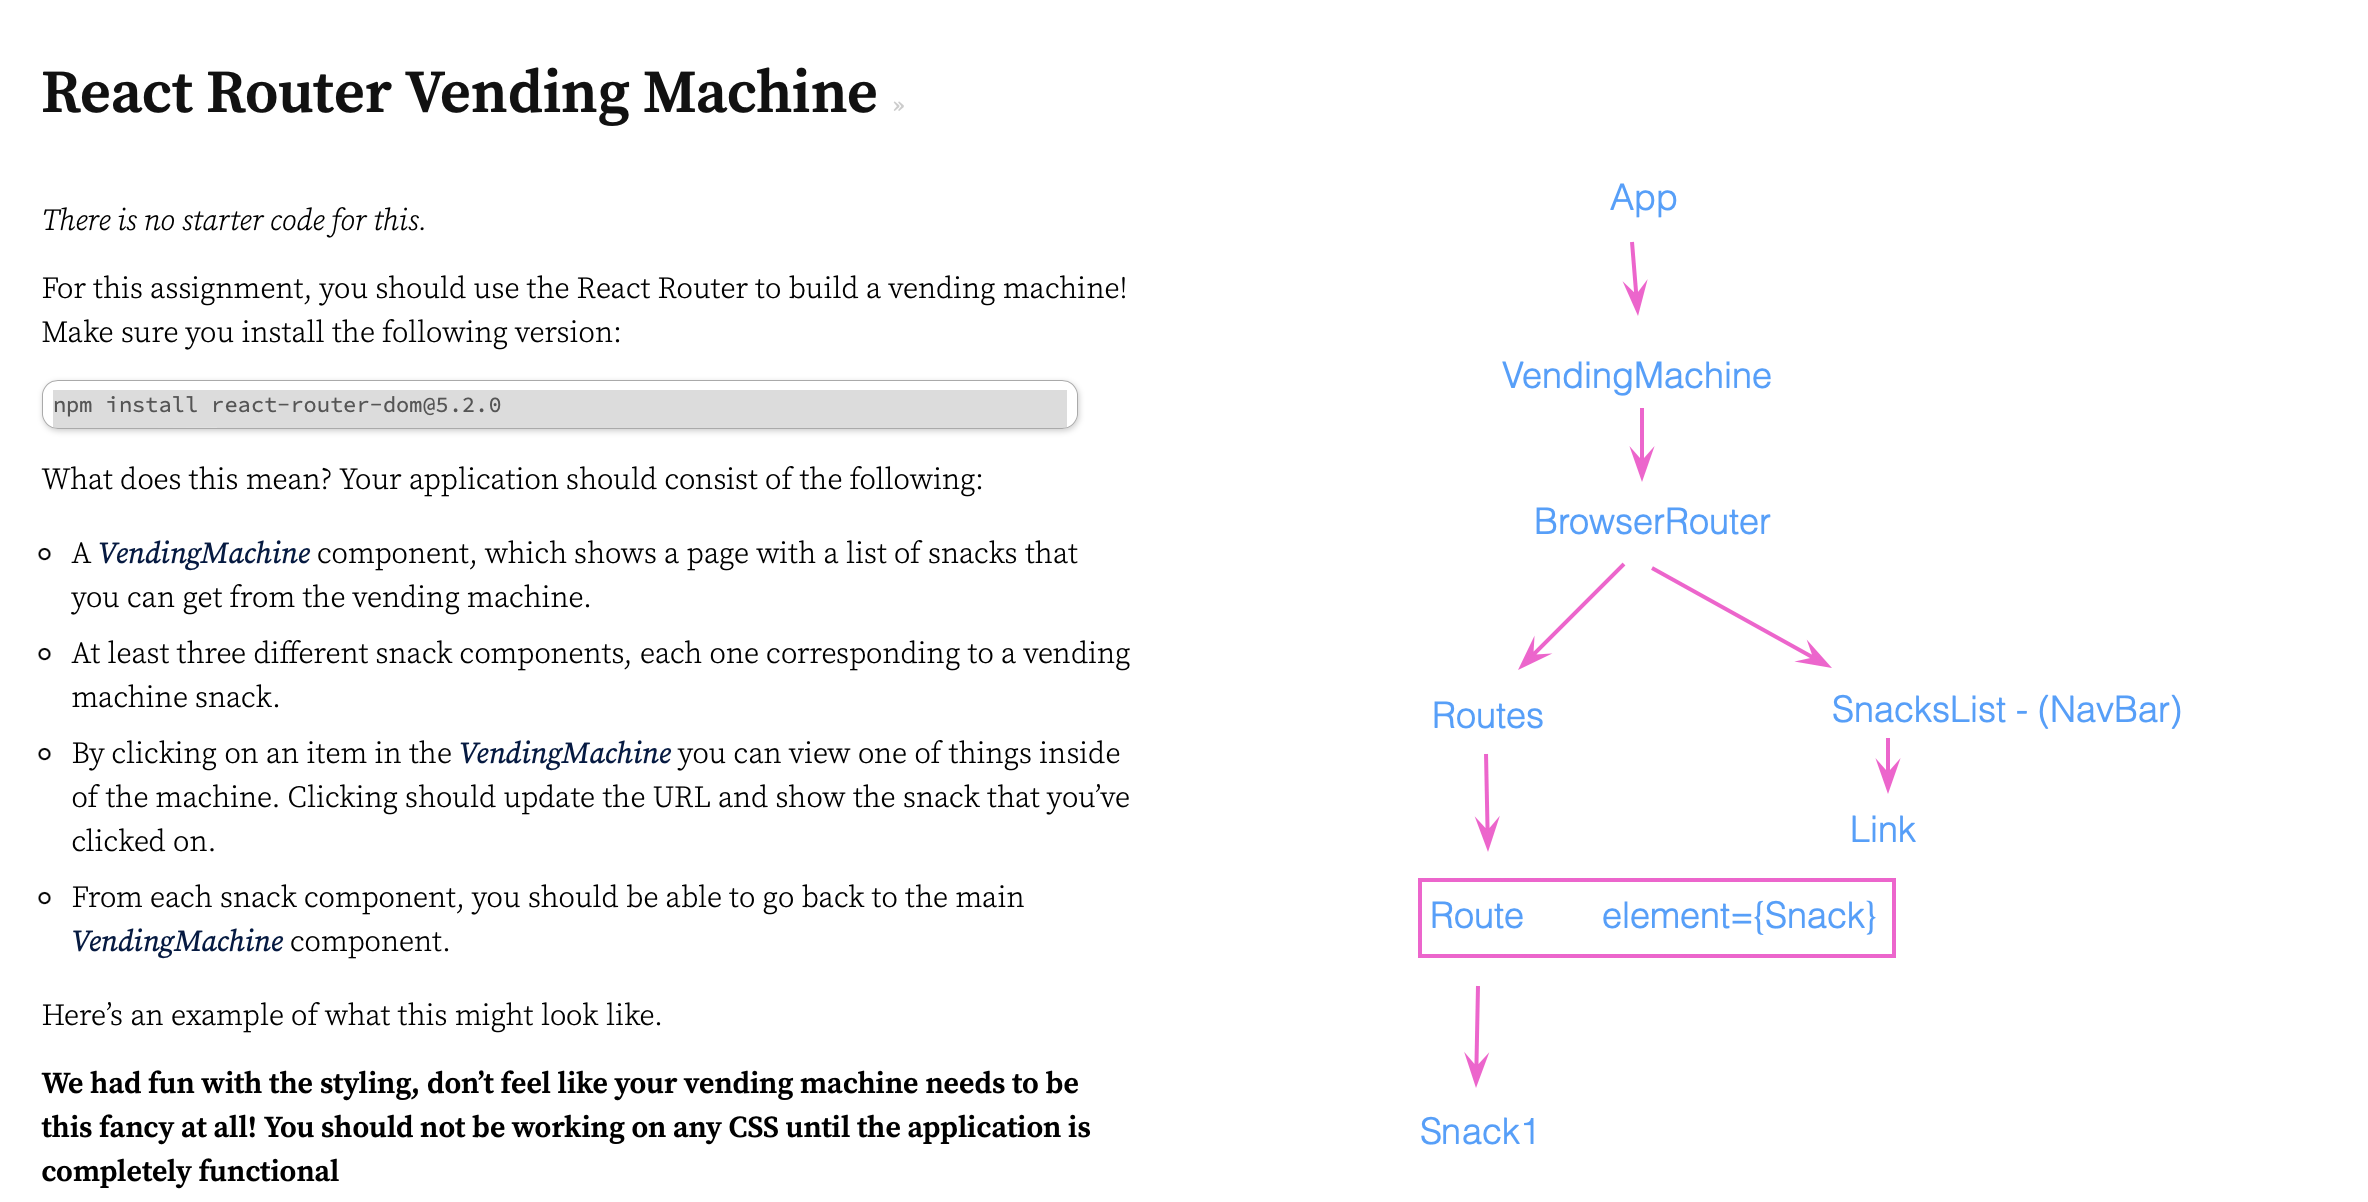 React Router Vending Machine »
There is no starter code for this.
For this assignment, you should use the React Router to build a vending machine!
Make sure you install the following version:
npm install react-router-dom@5.2.0
What does this mean? Your application should consist of the following:
A VendingMachine component, which shows a page with a list of snacks that
you can get from the vending machine.
At least three different snack components, each one corresponding to a vending
machine snack.
By clicking on an item in the VendingMachine you can view one of things inside
of the machine. Clicking should update the URL and show the snack that you’ve
clicked on.
From each snack component, you should be able to go back to the main
VendingMachine component.
Here’s an example of what this might look like.
We had fun with the styling, don’t feel like your vending machine needs to be
this fancy at all! You should not be working on any CSS until the application is
completely functional
App
VendingMachine
BrowserRouter
Routes
SnacksList - (NavBar)
Link
Route element={Snack}
Snack1